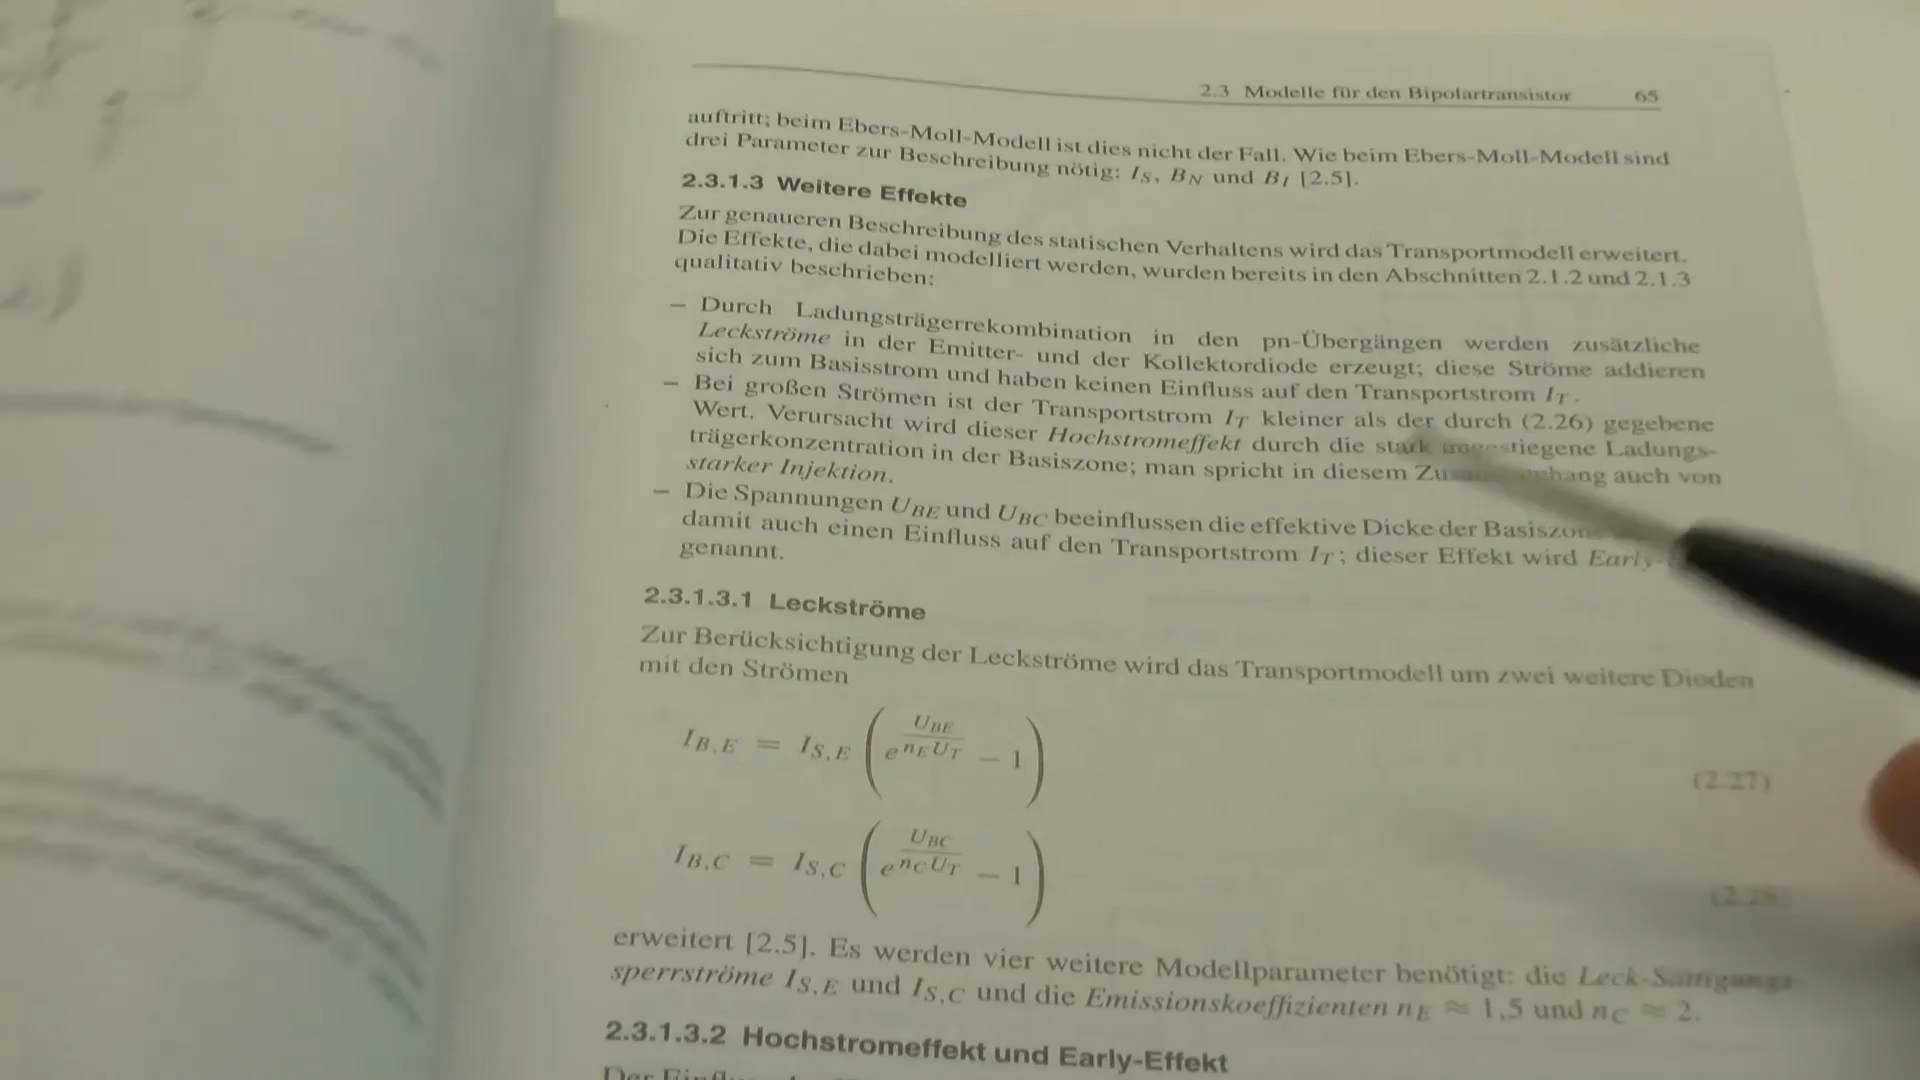 2.3 Modelle für den Bipolartransistor 65
auftritt; beim Ebers-Moll-Modell ist dies nicht der Fall. Wie beim Ebers-Moll-Modell sind
drei Parameter zur Beschreibung nötig: I_S, B_N und B_I [2.5].
2.3.1.3 Weitere Effekte
Zur genaueren Beschreibung des statischen Verhaltens wird das Transportmodell erweitert.
Die Effekte, die dabei modelliert werden, wurden bereits in den Abschnitten 2.1.2 und 2.1.3
qualitativ beschrieben:
– Durch Ladungsträgerrekombination in den pn-Übergängen werden zusätzliche
Leckströme in der Emitter- und der Kollektordiode erzeugt; diese Ströme addieren
sich zum Basisstrom und haben keinen Einfluss auf den Transportstrom I_T.
– Bei großen Strömen ist der Transportstrom I_T kleiner als der durch (2.26) gegebene
Wert. Verursacht wird dieser Hochstromeffekt durch die stark Ladungs-
trägerkonzentration in der Basiszone; man spricht in diesem auch von
starker Injektion.
– Die Spannungen U_BE und U_BC beeinflussen die effektive Dicke der
damit auch einen Einfluss auf den Transportstrom I_T; dieser Effekt wird Early-
genannt.
2.3.1.3.1 Leckströme
Zur Berücksichtigung der Leckströme wird das Transportmodell um zwei weitere Dioden
mit den Strömen
I_B,E = I_S,E (e^(U_BE/(n_E U_T)) – 1) (2.27)
I_B,C = I_S,C (e^(U_BC/(n_C U_T)) – 1) (2.28)
erweitert [2.5]. Es werden vier weitere Modellparameter benötigt: die Leck-Sättigungs-
sperrströme I_S,E und I_S,C und die Emissionskoeffizienten n_E ≈ 1,5 und n_C ≈ 2.
2.3.1.3.2 Hochstromeffekt und Early-Effekt